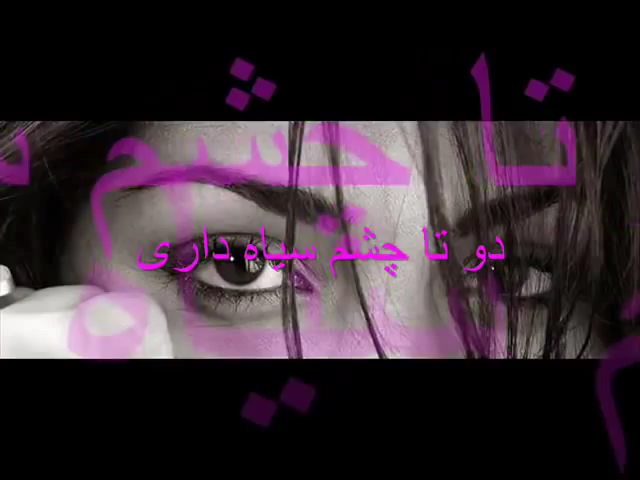 دو تا چشم سیاه داری